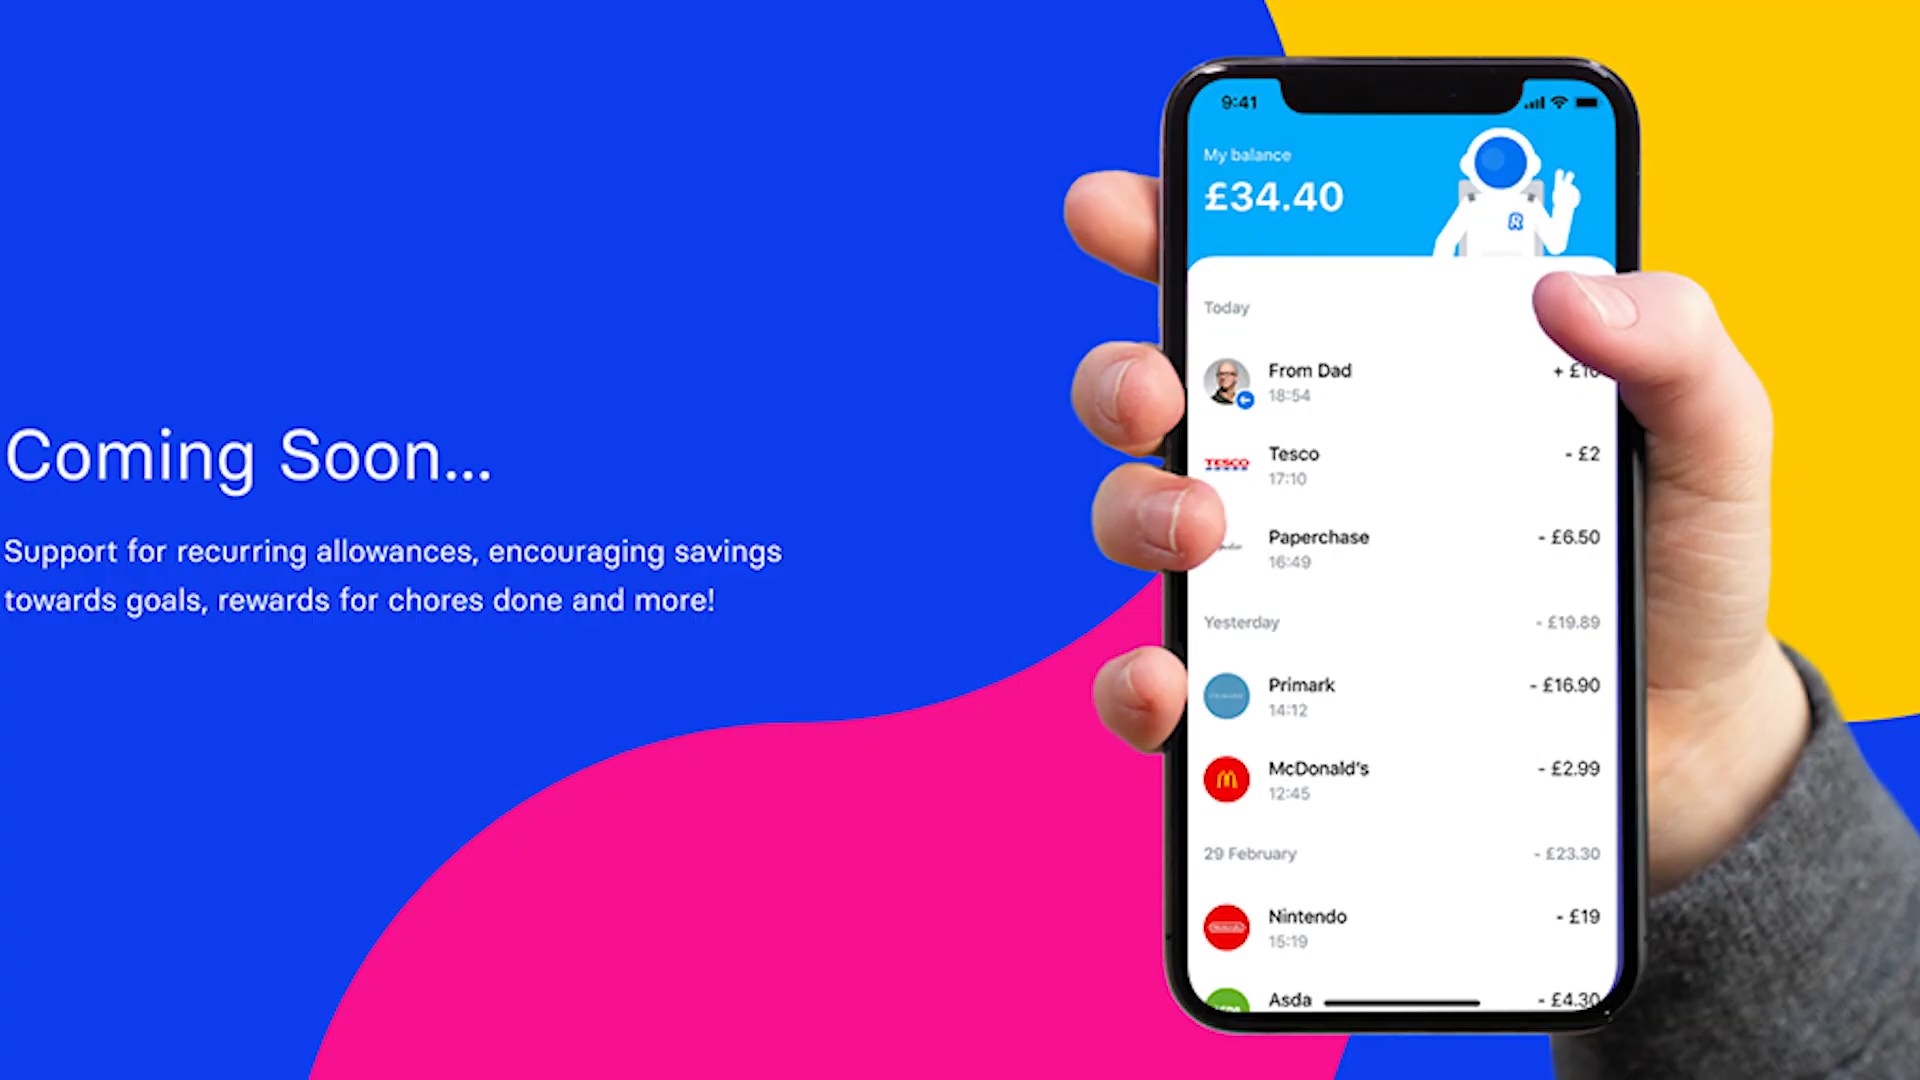 Coming Soon...
Support for recurring allowances, encouraging savings
towards goals, rewards for chores done and more!
9:41
My balance
£34.40
R
Today
From Dad
+ £10
18:54
TESCO
Tesco
- £2
17:10
Paperchase
- £6.50
16:49
Yesterday
- £19.89
Primark
- £16.90
14:12
McDonald's
- £2.99
12:45
29 February
- £23.30
Nintendo
- £19
15:19
Asda
- £4.30